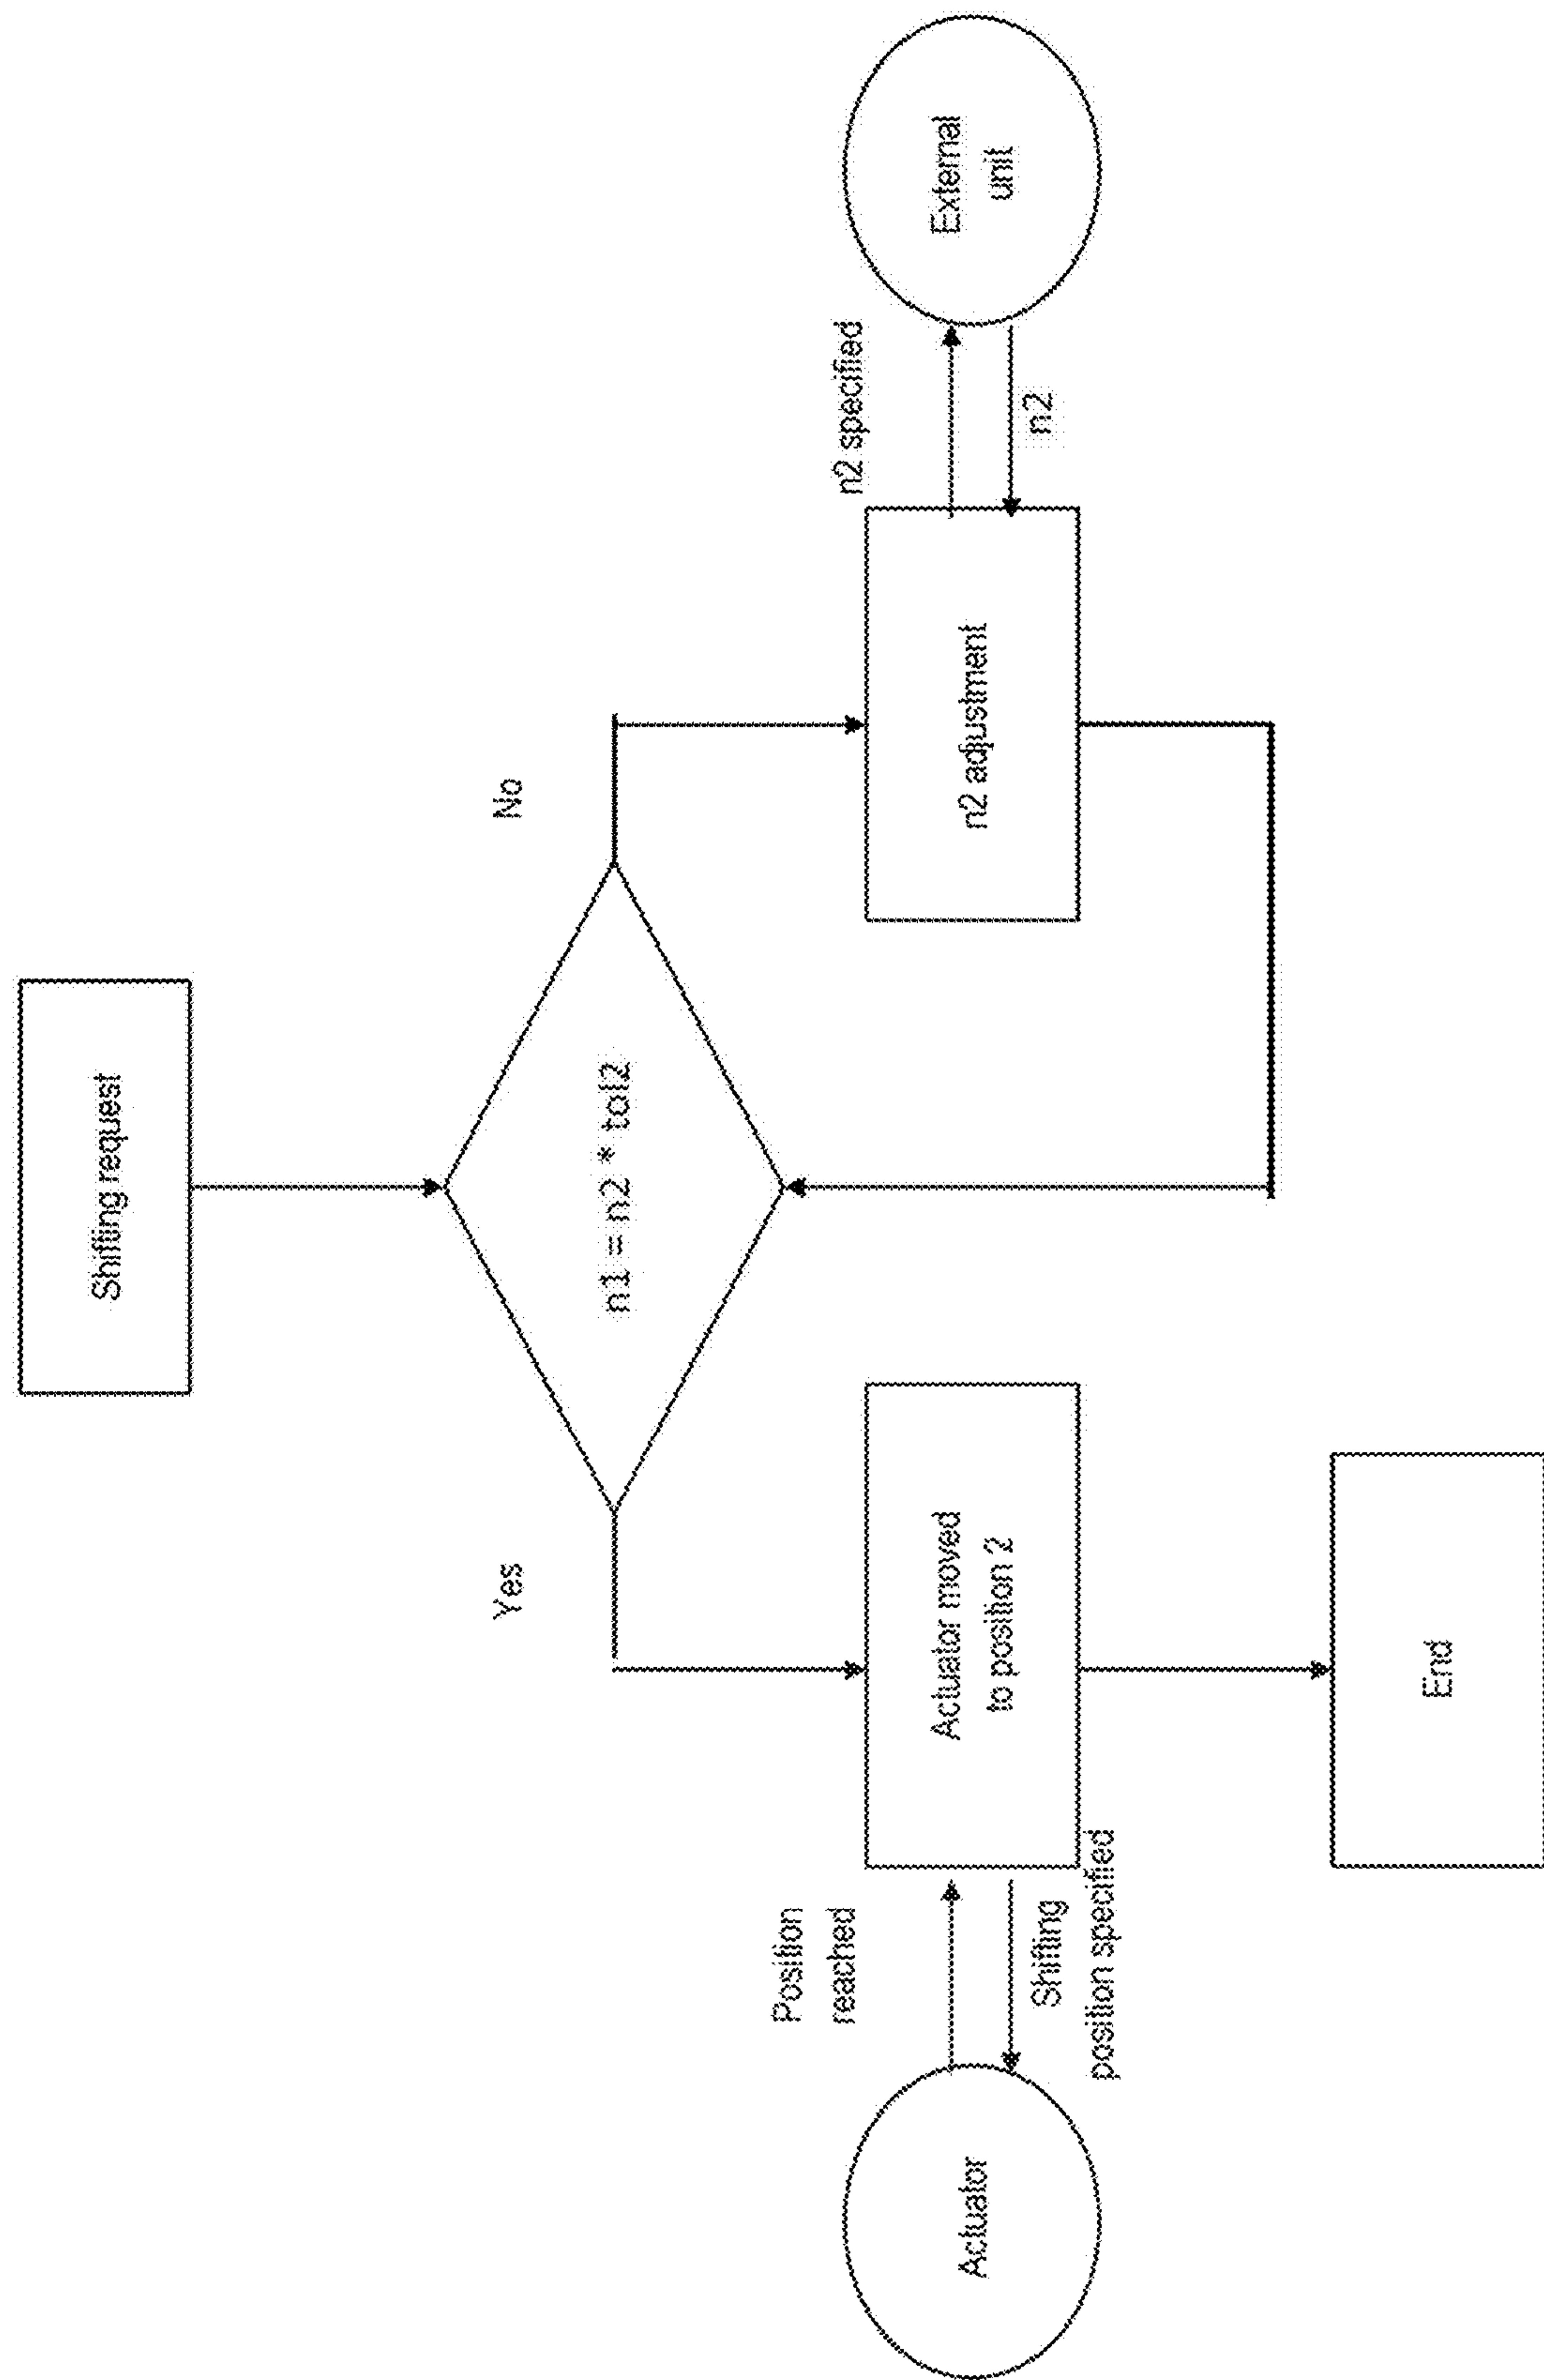 Shifting request
n1 = n2 * tol2
Yes
No
Position
reached
Actuator
Shifting
position specified
Actuator moved
to position 2
n2 adjustment
n2 specified
n2
External
unit
End